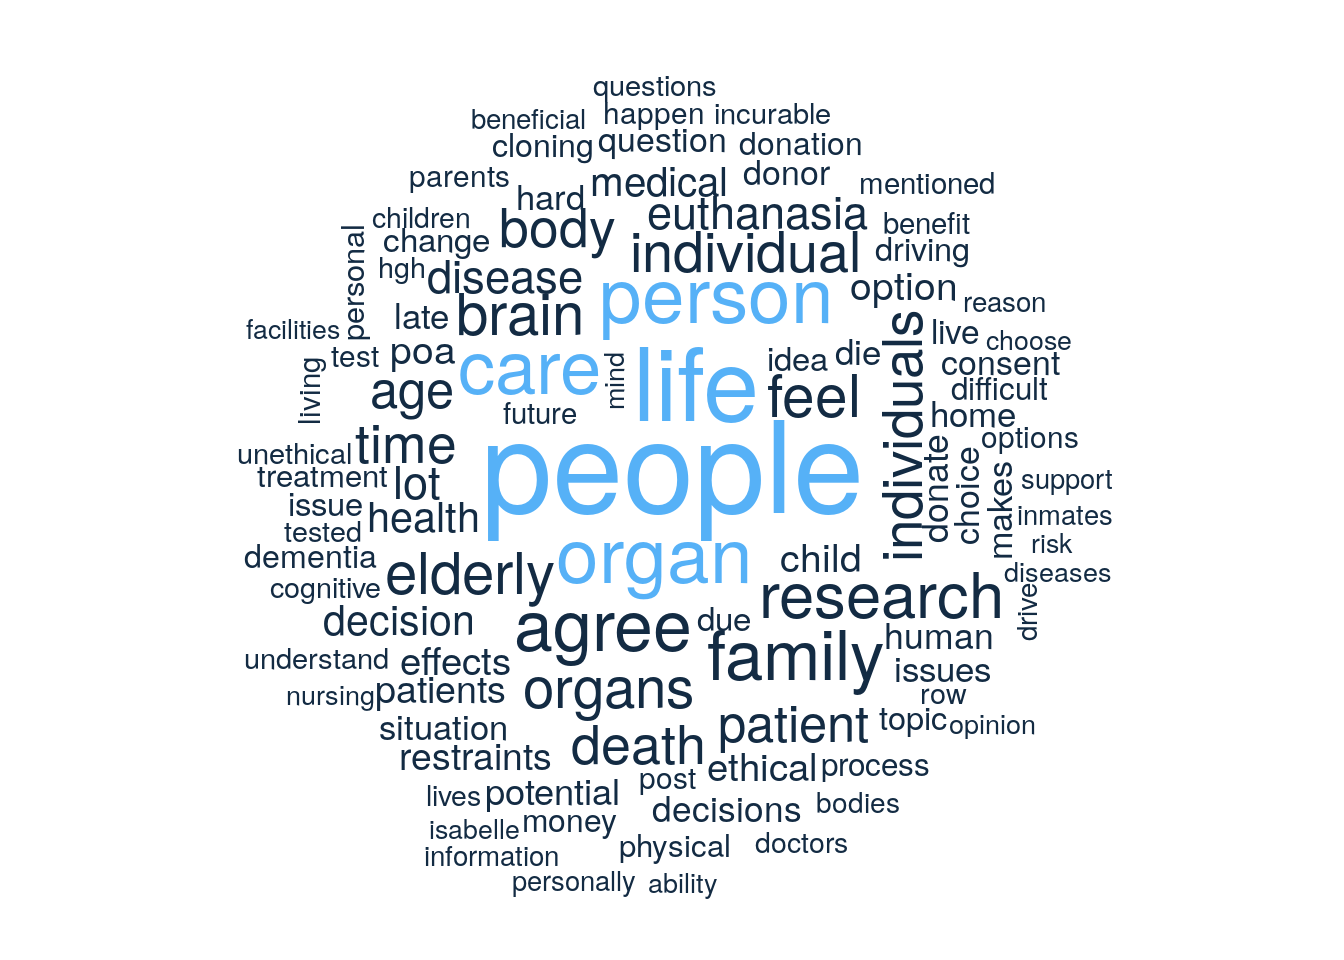 questions
beneficial
happen
incurable
cloning
question
donation
parents
hard
medical
donor
mentioned
children
body
euthanasia
benefit
personal
change
individual
driving
hgh
disease
person
option
reason
facilities
late
brain
individuals
live
choose
living
test
poa
care
mind
life
idea
die
consent
age
future
feel
difficult
home
unethical
time
people
donate
choice
options
treatment
lot
makes
support
issue
health
inmates
tested
risk
dementia
elderly
organ
child
diseases
cognitive
research
drive
decision
agree
due
human
understand
effects
family
issues
nursing
patients
organs
row
situation
death
patient
topic
opinion
restraints
post
ethical
process
lives
potential
decisions
bodies
isabelle
money
information
physical
doctors
personally
ability